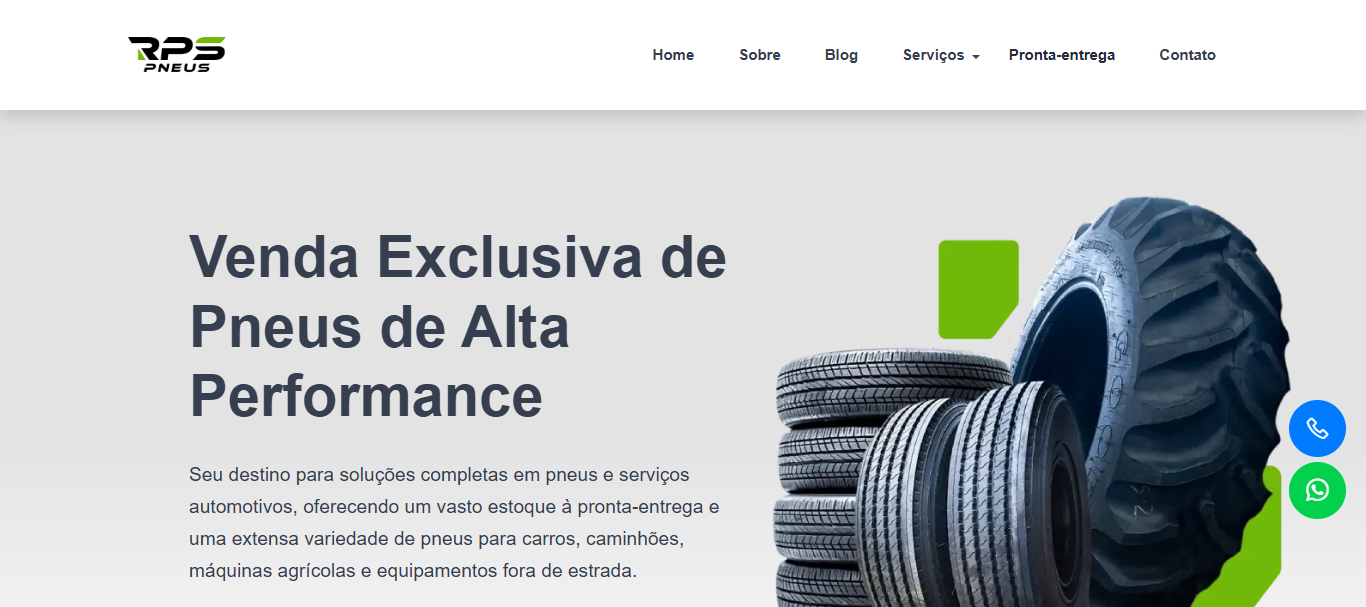 RPS
PNEUS
Home Sobre Blog Serviços Pronta-entrega Contato
Venda Exclusiva de
Pneus de Alta
Performance
Seu destino para soluções completas em pneus e serviços
automotivos, oferecendo um vasto estoque à pronta-entrega e
uma extensa variedade de pneus para carros, caminhões,
máquinas agrícolas e equipamentos fora de estrada.